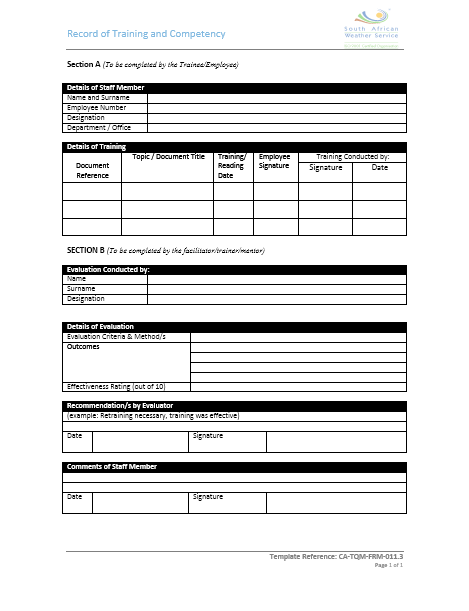 Record of Training and Competency
South African
Weather Service
Section A (To be completed by the Trainee/Employee)
Details of Staff Member
Name and Surname
Employee Number
Designation
Department / Office
Details of Training
Document Reference
Topic / Document Title
Training/ Reading Date
Employee Signature
Training Conducted by:
Signature
Date
SECTION B (To be completed by the facilitator/trainer/mentor)
Evaluation Conducted by:
Name
Surname
Designation
Details of Evaluation
Evaluation Criteria & Method/s
Outcomes
Effectiveness Rating (out of 10)
Recommendation/s by Evaluator
(example: Retraining necessary, training was effective)
Date Signature
Comments of Staff Member
Date Signature
Template Reference: CA-TQM-FRM-011.3
Page 1 of 1